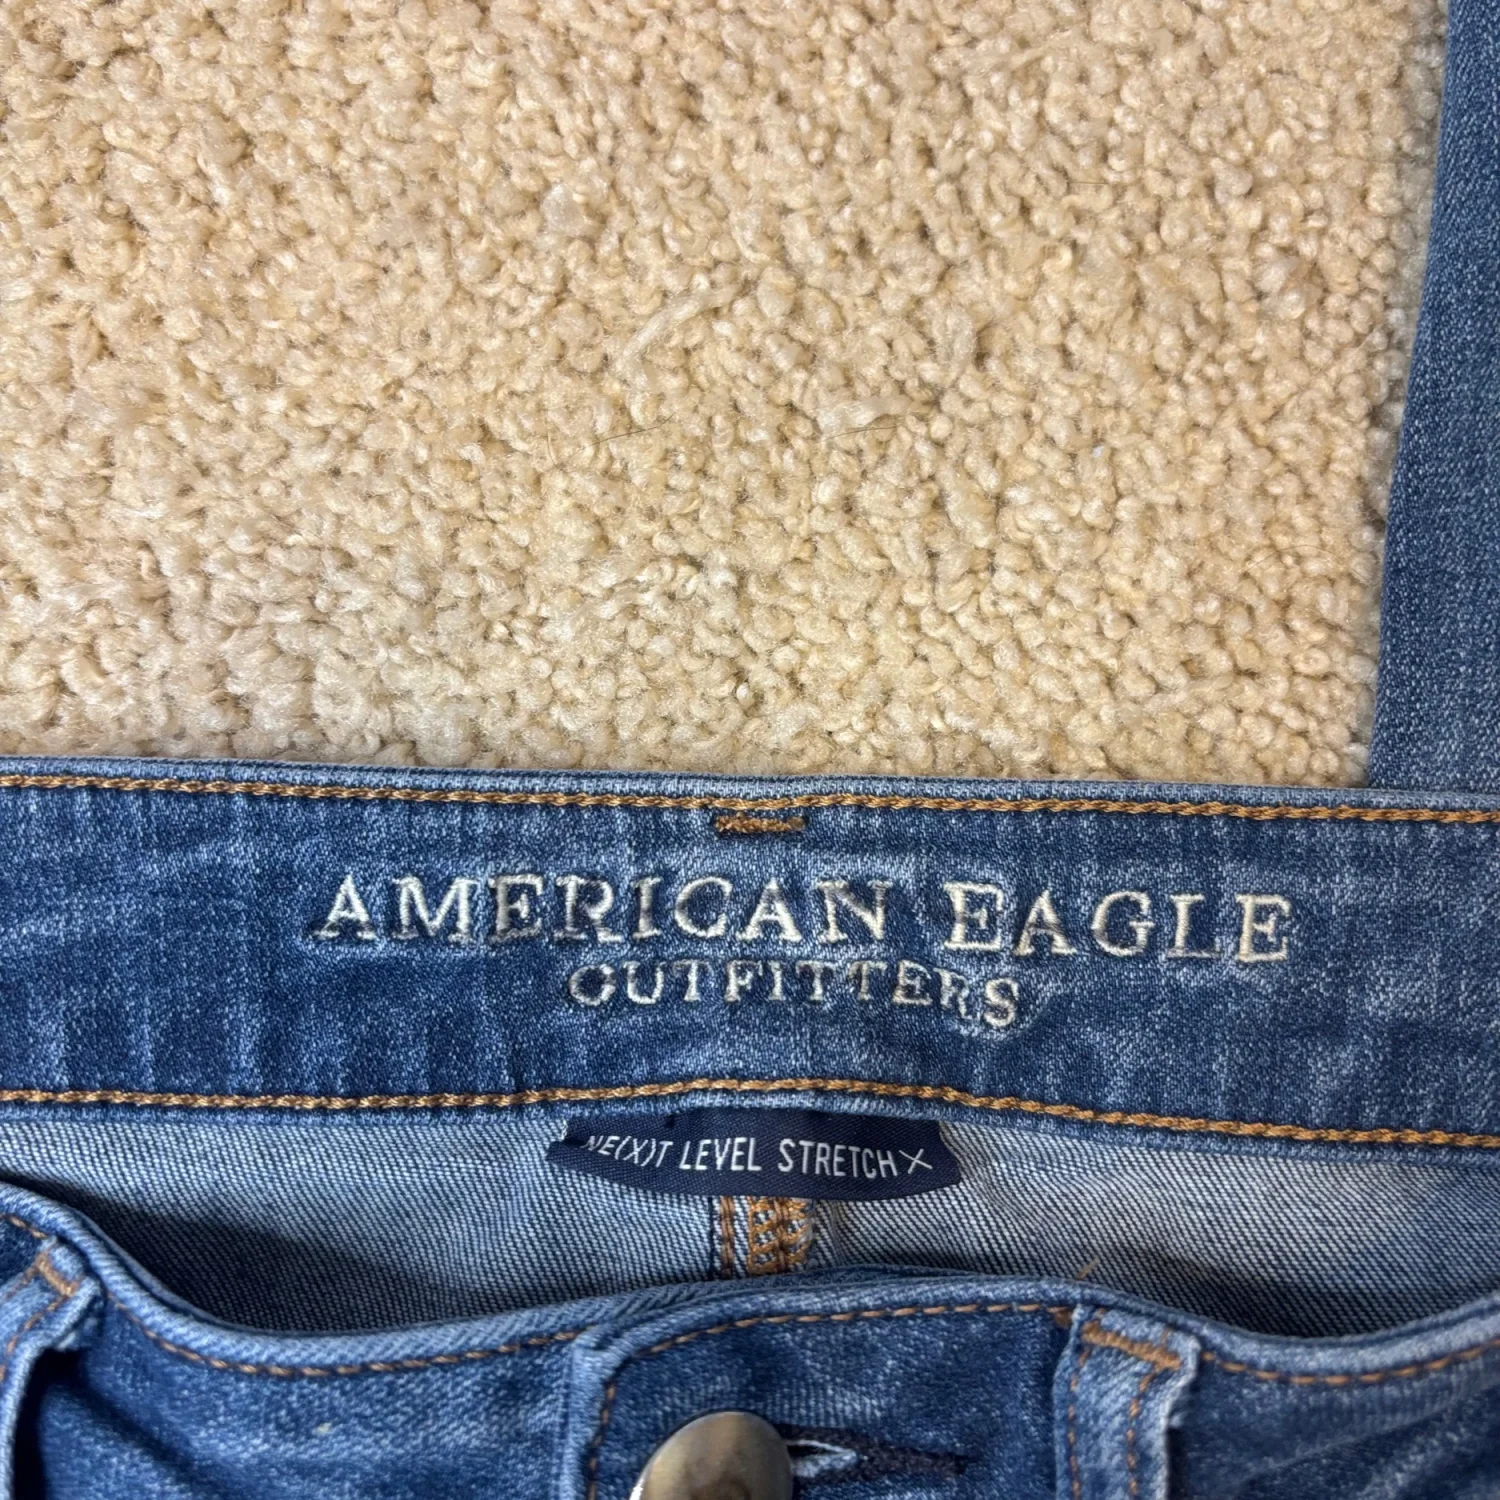 AMERICAN EAGLE
OUTFITTERS
NE(X)T LEVEL STRETCH X